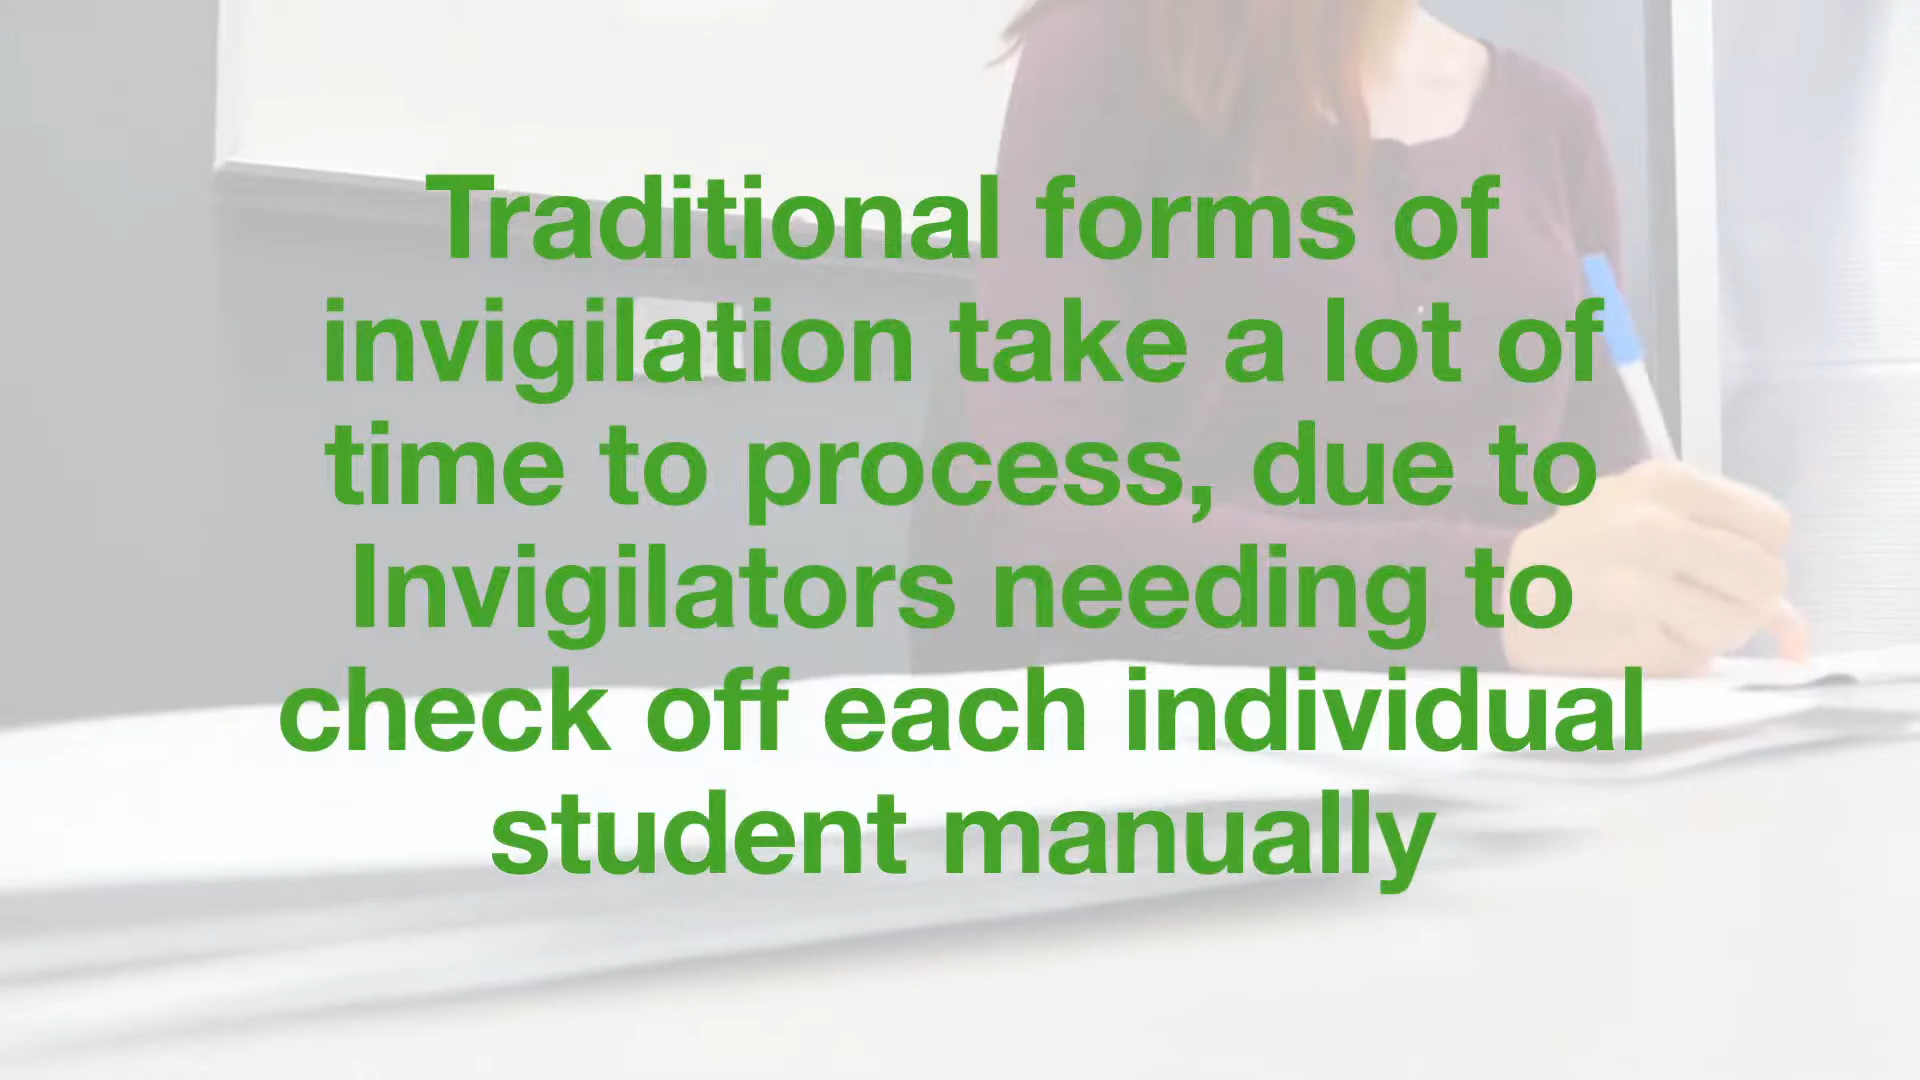 Traditional forms of
invigilation take a lot of
time to process, due to
Invigilators needing to
check off each individual
student manually